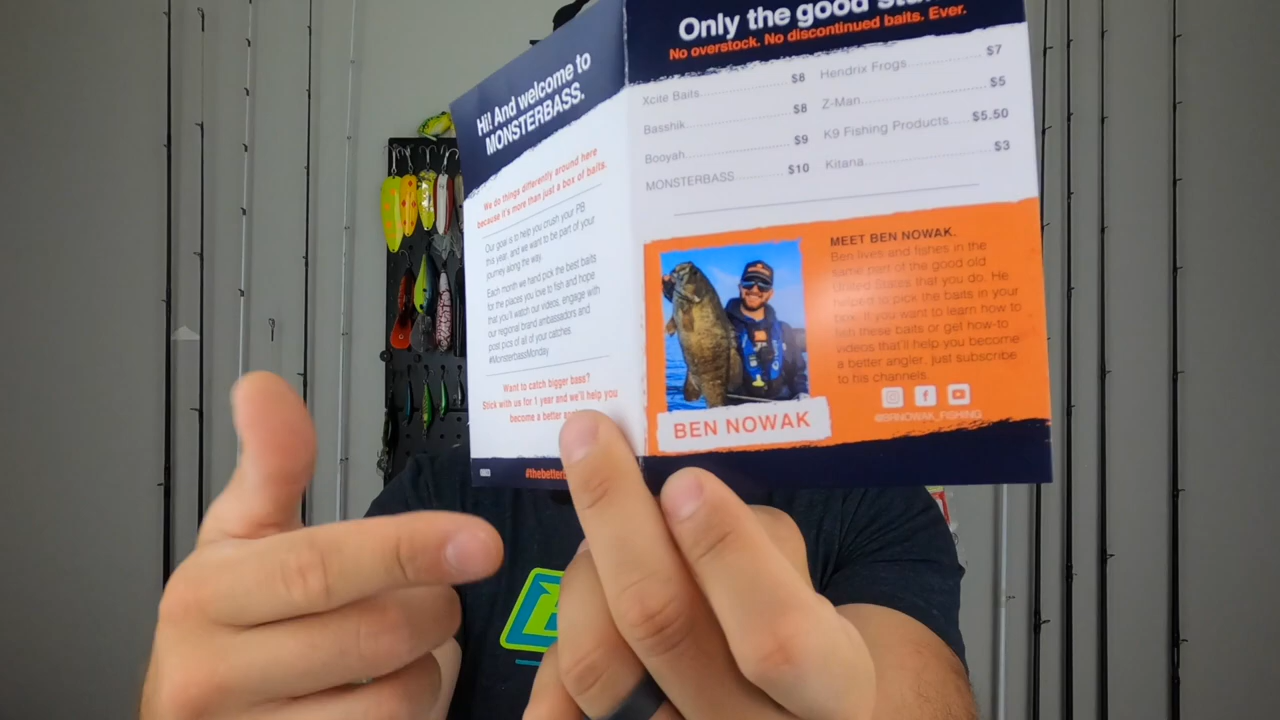 Hi! And welcome to
MONSTERBASS.
We do things differently around here
because it's more than just a box of baits.
Our goal is to help you crush your PB
this year, and we want to be part of your
journey along the way.
Each month we hand pick the best baits
for the places you love to fish and hope
that you'll watch our videos, engage with
our regional brand ambassadors and
post pics of all of your catches
#MonsterbassMonday
Want to catch bigger bass?
Stick with us for 1 year and we'll help you
become a better
Only the good
No overstock. No discontinued baits. Ever.
Xcite Baits $8
Basshik $8
Booyah $9
MONSTERBASS $10
Hendrix Frogs $7
Z-Man $5
K9 Fishing Products $5.50
Kitana $3
MEET BEN NOWAK.
Ben lives and fishes in the
same part of the good old
United States that you do. He
helped to pick the baits in your
box. If you want to learn how to
fish these baits or get how-to
videos that'll help you become
a better angler, just subscribe
to his channels.
@BRNOWAK_FISHING
BEN NOWAK